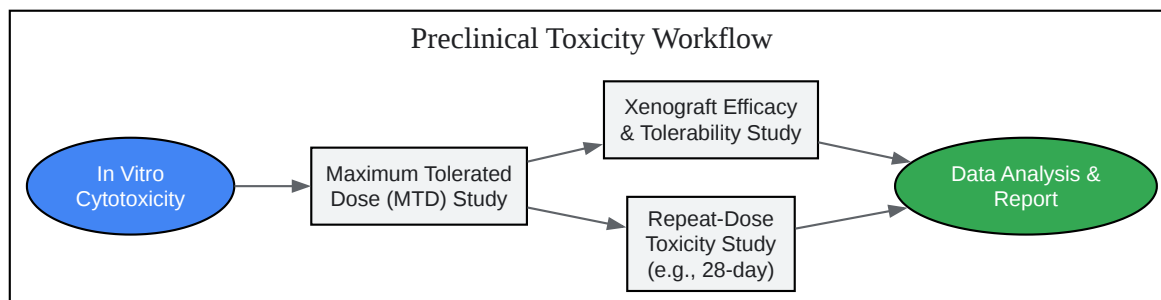 Preclinical Toxicity Workflow
In Vitro
Cytotoxicity
Maximum Tolerated
Dose (MTD) Study
Xenograft Efficacy
& Tolerability Study
Repeat-Dose
Toxicity Study
(e.g., 28-day)
Data Analysis &
Report